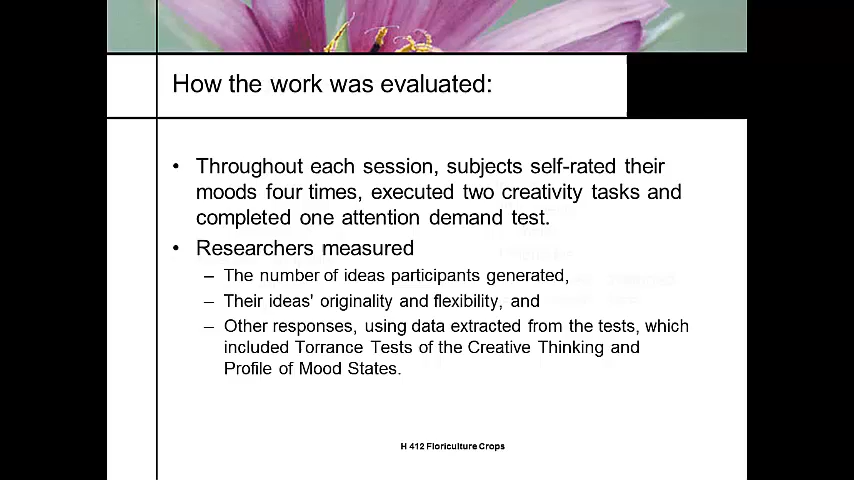 How the work was evaluated:
• Throughout each session, subjects self-rated their
moods four times, executed two creativity tasks and
completed one attention demand test.
• Researchers measured
– The number of ideas participants generated,
– Their ideas' originality and flexibility, and
– Other responses, using data extracted from the tests, which
included Torrance Tests of the Creative Thinking and
Profile of Mood States.
H 412 Floriculture Crops